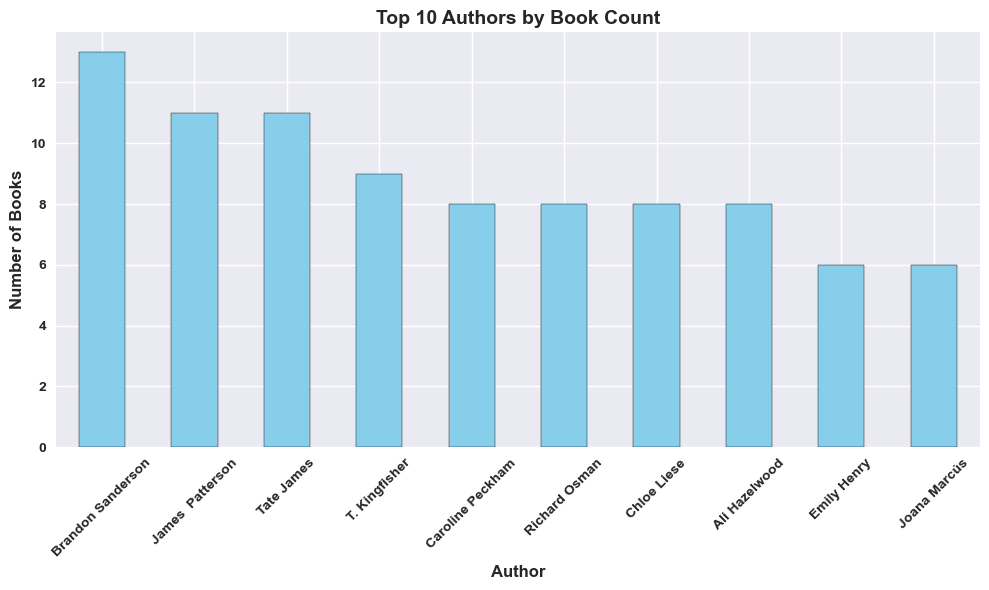 Top 10 Authors by Book Count
Number of Books
12
10
8
6
4
2
0
Brandon Sanderson
James  Patterson
Tate James
T. Kingfisher
Caroline Peckham
Richard Osman
Chloe Liese
Ali Hazelwood
Emily Henry
Joana Marcús
Author